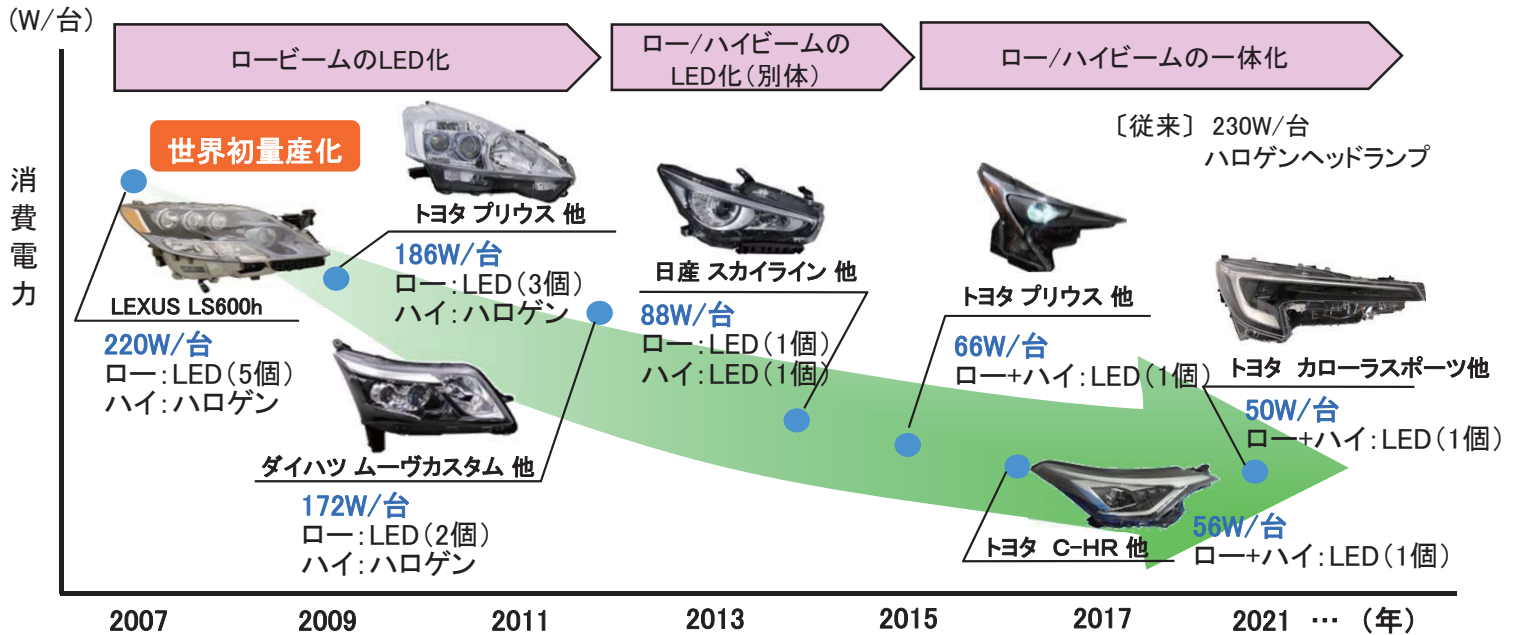 (W/台)
ロービームのLED化
ロー/ハイビームの
LED化(別体)
ロー/ハイビームの一体化
〔従来〕 230W/台
ハロゲンヘッドランプ
世界初量産化
消費電力
LEXUS LS600h
220W/台
ロー:LED(5個)
ハイ:ハロゲン
トヨタ プリウス 他
186W/台
ロー:LED(3個)
ハイ:ハロゲン
ダイハツ ムーヴカスタム 他
172W/台
ロー:LED(2個)
ハイ:ハロゲン
日産 スカイライン 他
88W/台
ロー:LED(1個)
ハイ:LED(1個)
トヨタ プリウス 他
66W/台
ロー+ハイ:LED(1個)
トヨタ C-HR 他
56W/台
ロー+ハイ:LED(1個)
トヨタ カローラスポーツ他
50W/台
ロー+ハイ:LED(1個)
2007 2009 2011 2013 2015 2017 2021 … (年)